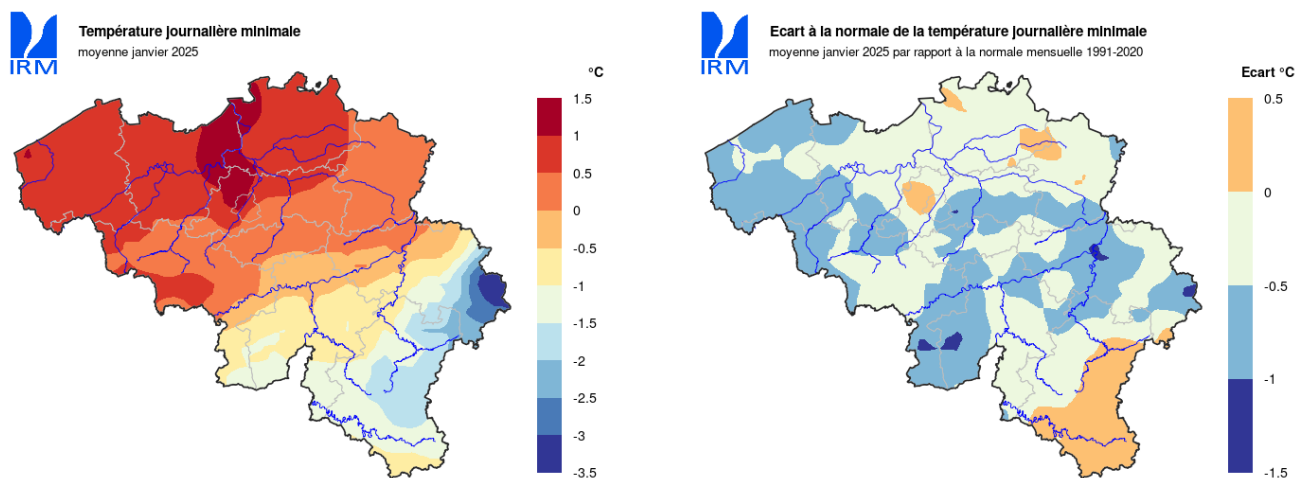 IRM
Température journalière minimale
moyenne janvier 2025
°C
1.5
1
0.5
0
-0.5
-1
-1.5
-2
-2.5
-3
-3.5
IRM
Ecart à la normale de la température journalière minimale
moyenne janvier 2025 par rapport à la normale mensuelle 1991-2020
Ecart °C
0.5
0
-0.5
-1
-1.5